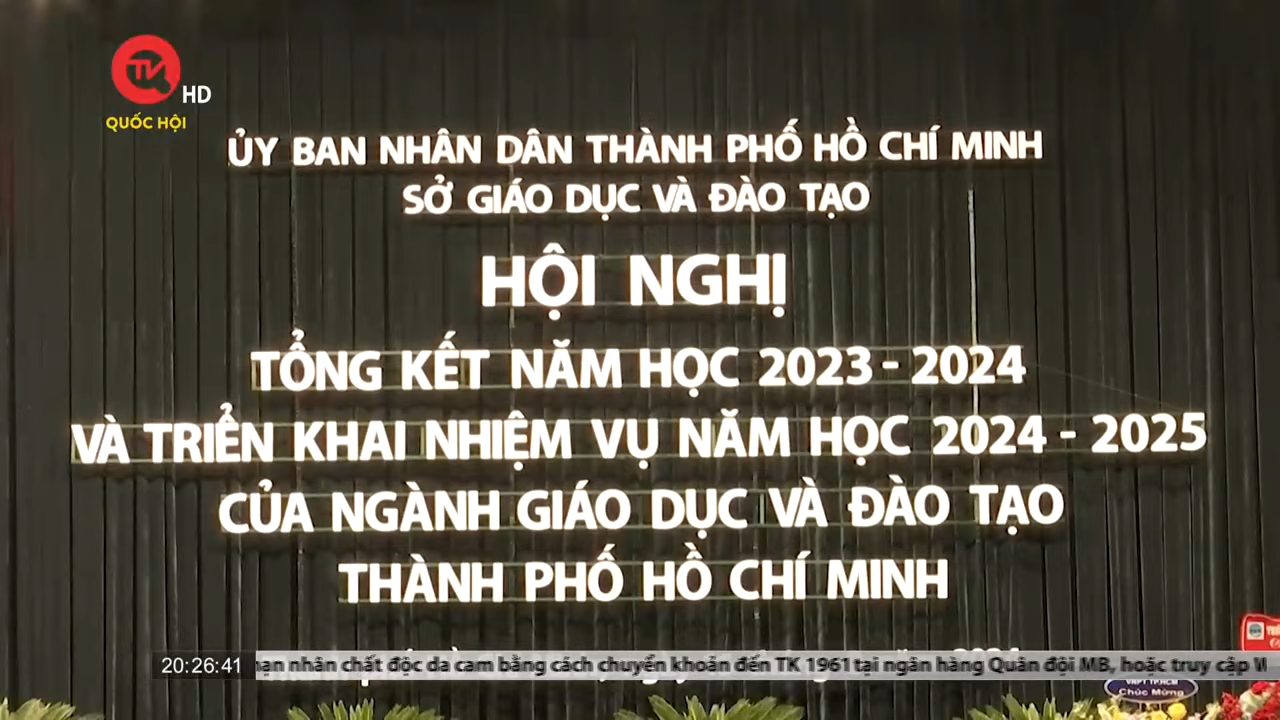 HD
QUỐC HỘI
ỦY BAN NHÂN DÂN THÀNH PHỐ HỒ CHÍ MINH
SỞ GIÁO DỤC VÀ ĐÀO TẠO
HỘI NGHỊ
TỔNG KẾT NĂM HỌC 2023 - 2024
VÀ TRIỂN KHAI NHIỆM VỤ NĂM HỌC 2024 - 2025
CỦA NGÀNH GIÁO DỤC VÀ ĐÀO TẠO
THÀNH PHỐ HỒ CHÍ MINH
20:26:41 nhân chất độc da cam bằng cách chuyển khoản đến TK 1961 tại ngân hàng Quân đội MB, hoặc truy cập
VNPT TP.HCM
Chúc Mừng